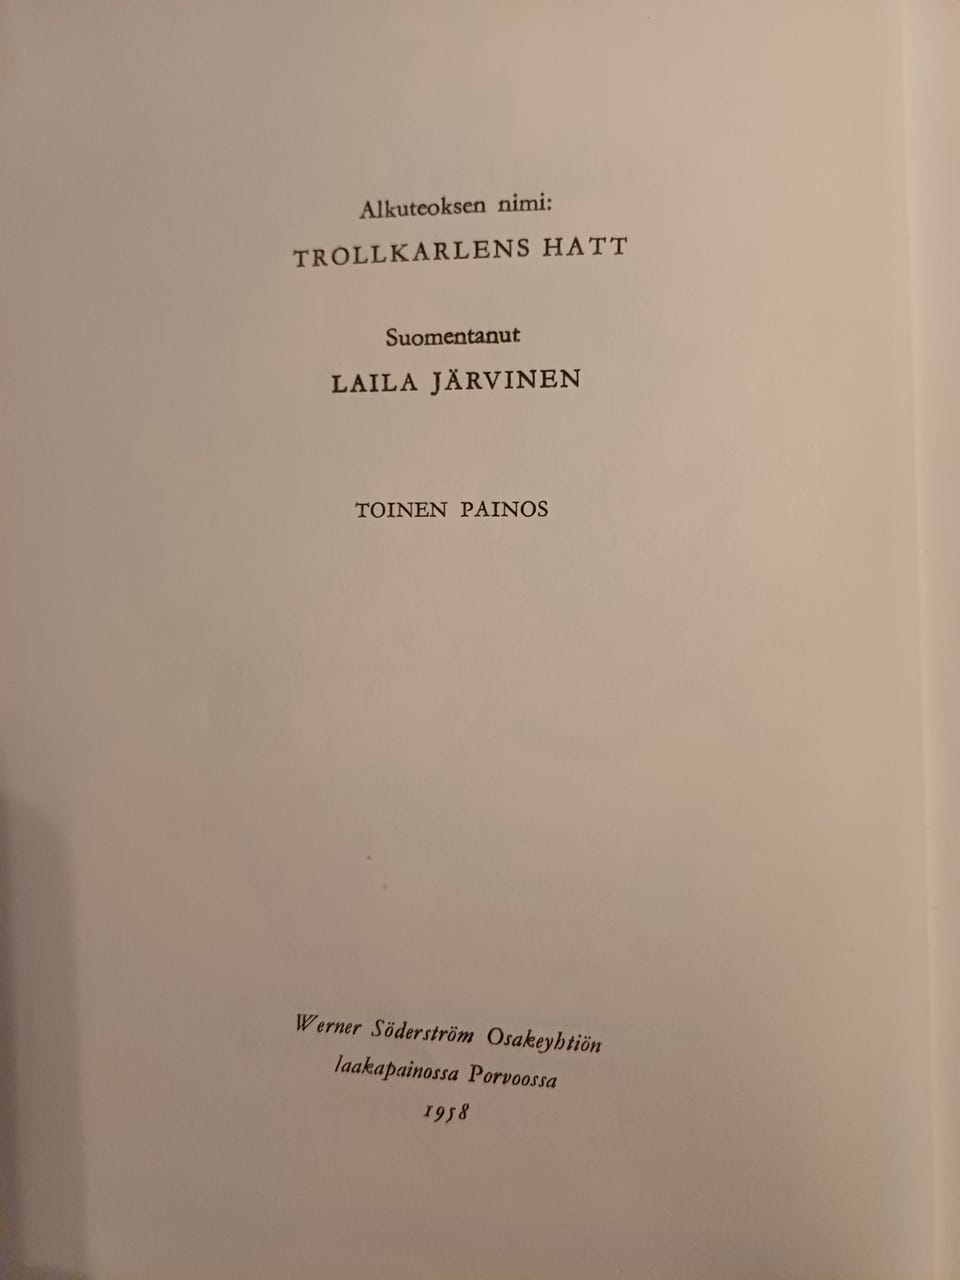 Alkuteoksen nimi:
TROLLKARLENS HATT
Suomentanut
LAILA JÄRVINEN
TOINEN PAINOS
Werner Söderström Osakeyhtiön
laakapainossa Porvoossa
1958